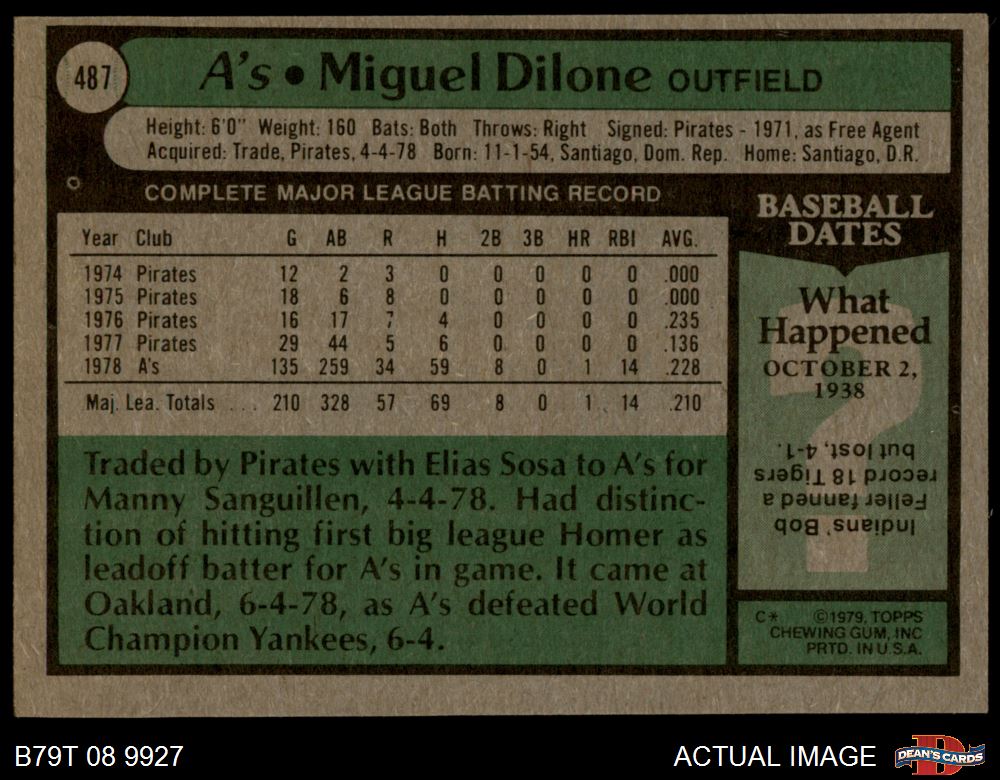 487
A's • Miguel Dilone OUTFIELD
Height: 6'0" Weight: 160 Bats: Both Throws: Right Signed: Pirates - 1971, as Free Agent
Acquired: Trade, Pirates, 4-4-78 Born: 11-1-54, Santiago, Dom. Rep. Home: Santiago, D.R.
COMPLETE MAJOR LEAGUE BATTING RECORD
Year Club G AB R H 2B 3B HR RBI AVG.
1974 Pirates 12 2 3 0 0 0 0 0 .000
1975 Pirates 18 6 8 0 0 0 0 0 .000
1976 Pirates 16 17 7 4 0 0 0 0 .235
1977 Pirates 29 44 5 6 0 0 0 0 .136
1978 A's 135 259 34 59 8 0 1 14 .228
Maj. Lea. Totals ... 210 328 57 69 8 0 1 14 .210
Traded by Pirates with Elias Sosa to A's for
Manny Sanguillen, 4-4-78. Had distinc-
tion of hitting first big league Homer as
leadoff batter for A's in game. It came at
Oakland, 6-4-78, as A's defeated World
Champion Yankees, 6-4.
BASEBALL
DATES
What
Happened
OCTOBER 2,
1938
Indians' Bob
Feller fanned a
record 18 Tigers
but lost, 4-1.
C* ©1979, TOPPS
CHEWING GUM, INC
PRTD. IN U.S.A.
B79T 08 9927
ACTUAL IMAGE
D
DEAN'S CARDS